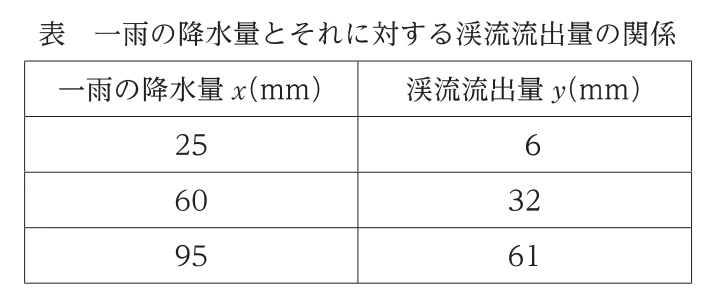 表　一雨の降水量とそれに対する渓流流出量の関係
一雨の降水量 x(mm)　渓流流出量 y(mm)
25　6
60　32
95　61